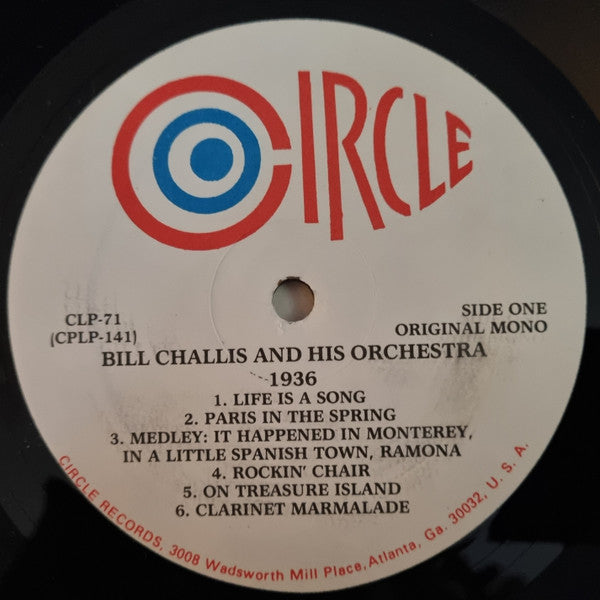 CIRCLE
CLP-71
(CPLP-141)
SIDE ONE
ORIGINAL MONO
BILL CHALLIS AND HIS ORCHESTRA
1936
1. LIFE IS A SONG
2. PARIS IN THE SPRING
3. MEDLEY: IT HAPPENED IN MONTEREY,
IN A LITTLE SPANISH TOWN, RAMONA
4. ROCKIN' CHAIR
5. ON TREASURE ISLAND
6. CLARINET MARMALADE
CIRCLE RECORDS, 3008 Wadsworth Mill Place, Atlanta, Ga. 30032, U. S. A.